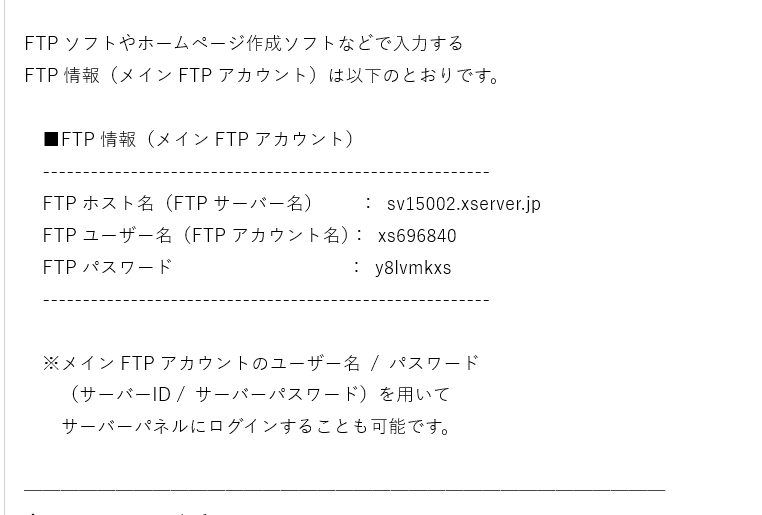 FTP ソフトやホームページ作成ソフトなどで入力する
FTP 情報（メイン FTP アカウント）は以下のとおりです。
■FTP 情報（メイン FTP アカウント）
--------------------------------------------------------
FTP ホスト名（FTP サーバー名）　　： sv15002.xserver.jp
FTP ユーザー名（FTP アカウント名）： xs696840
FTP パスワード　　　　　　　　　　： y8lvmkxs
--------------------------------------------------------
※メイン FTP アカウントのユーザー名 / パスワード
（サーバーID / サーバーパスワード）を用いて
サーバーパネルにログインすることも可能です。